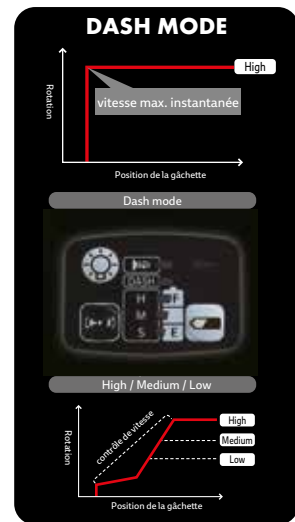 DASH MODE
High
vitesse max. instantanée
Rotation
Position de la gâchette
Dash mode
DASH
H
F
M
S
E
High / Medium / Low
contrôle de vitesse
High
Medium
Low
Rotation
Position de la gâchette